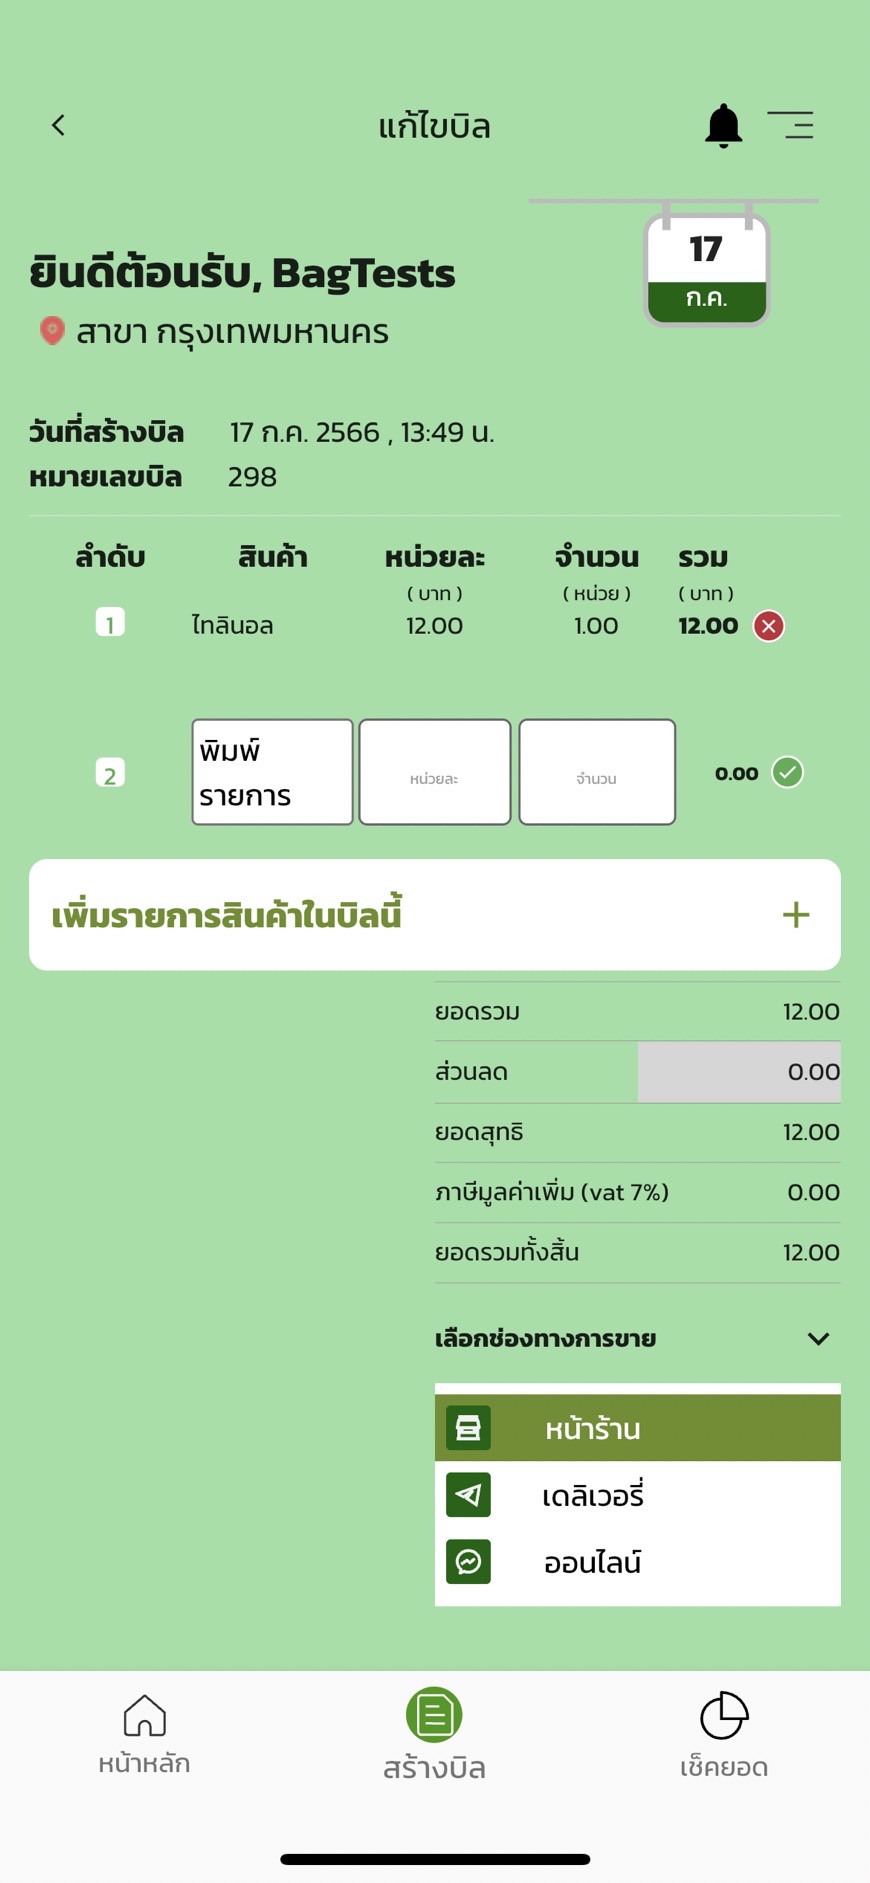 แก้ไขบิล
17
ก.ค.
ยินดีต้อนรับ, BagTests
สาขา กรุงเทพมหานคร
วันที่สร้างบิล 17 ก.ค. 2566 , 13:49 น.
หมายเลขบิล 298
ลำดับ สินค้า หน่วยละ จำนวน รวม
( บาท ) ( หน่วย ) ( บาท )
1 ไทลินอล 12.00 1.00 12.00
พิมพ์
2 หน่วยละ จำนวน 0.00
รายการ
เพิ่มรายการสินค้าในบิลนี้ +
ยอดรวม 12.00
ส่วนลด 0.00
ยอดสุทธิ 12.00
ภาษีมูลค่าเพิ่ม (vat 7%) 0.00
ยอดรวมทั้งสิ้น 12.00
เลือกช่องทางการขาย
หน้าร้าน
เดลิเวอรี่
ออนไลน์
หน้าหลัก สร้างบิล เช็คยอด